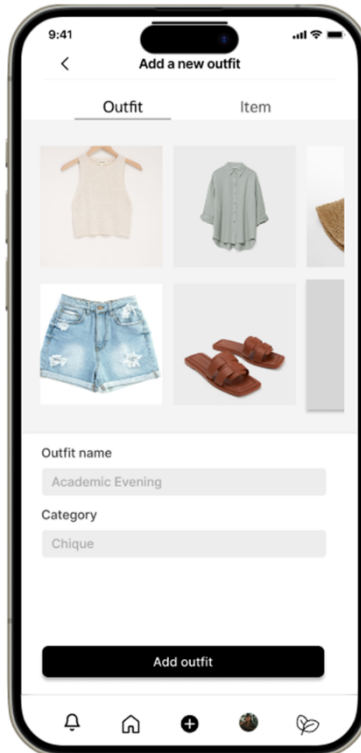 9:41
Add a new outfit
Outfit Item
Outfit name
Academic Evening
Category
Chique
Add outfit